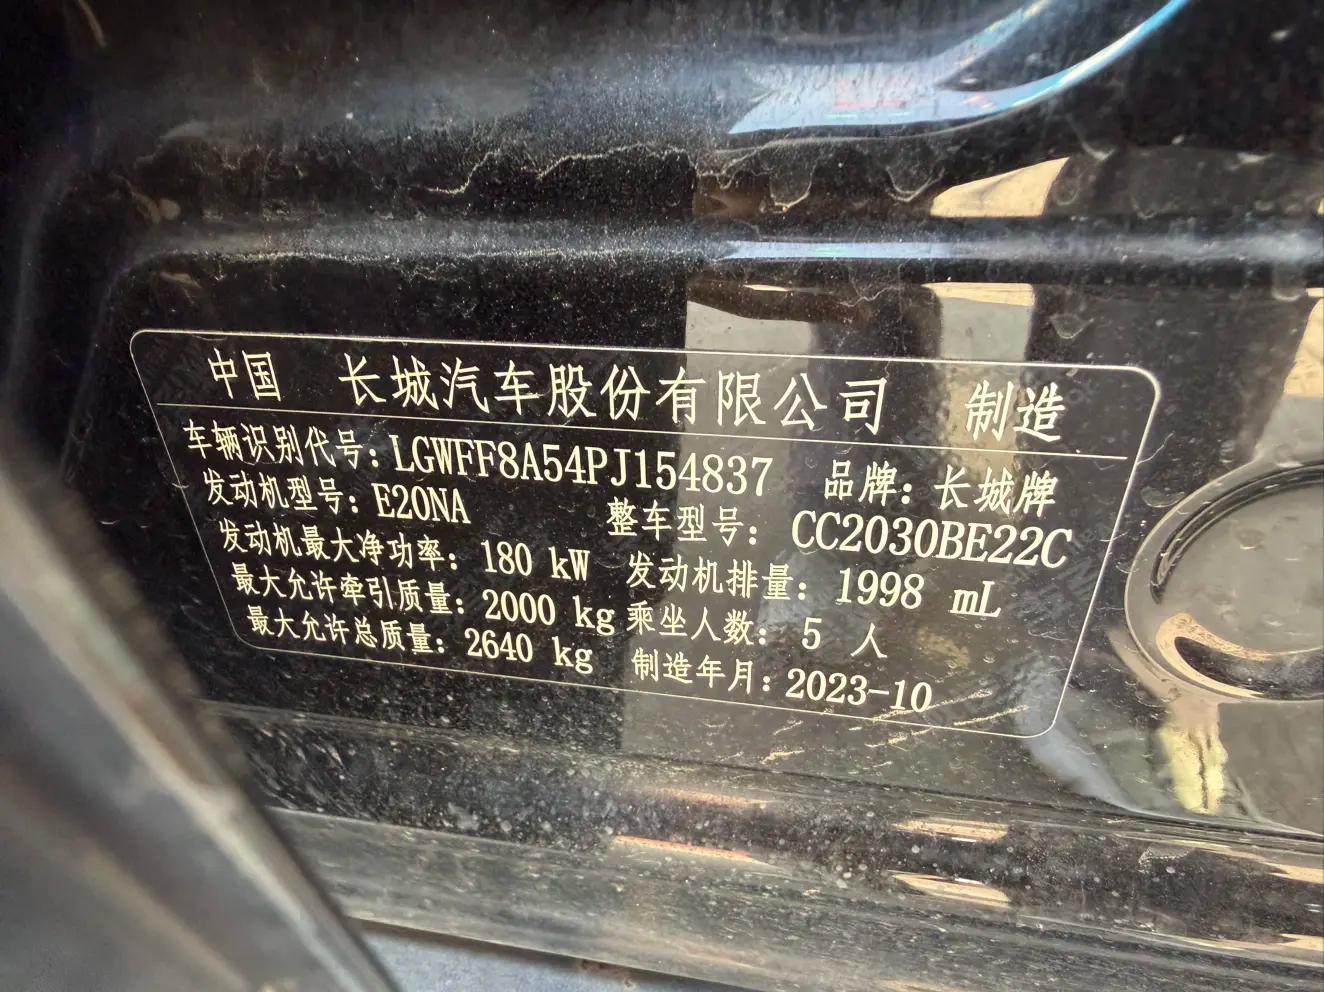 中国 长城汽车股份有限公司 制造
车辆识别代号：LGWFF8A54PJ154837 品牌：长城牌
发动机型号：E20NA 整车型号：CC2030BE22C
发动机最大净功率：180 kW 发动机排量：1998 mL
最大允许牵引质量：2000 kg 乘坐人数：5 人
最大允许总质量：2640 kg 制造年月：2023-10